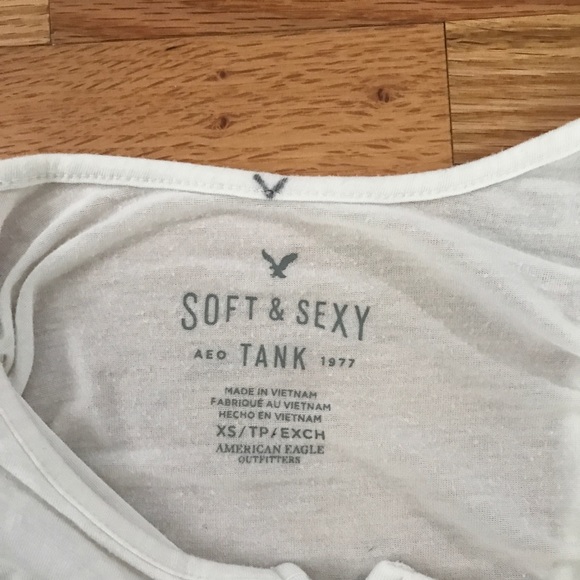 SOFT & SEXY
AEO TANK 1977
MADE IN VIETNAM
FABRIQUÉ AU VIETNAM
HECHO EN VIETNAM
XS/TP/EXCH
AMERICAN EAGLE
OUTFITTERS